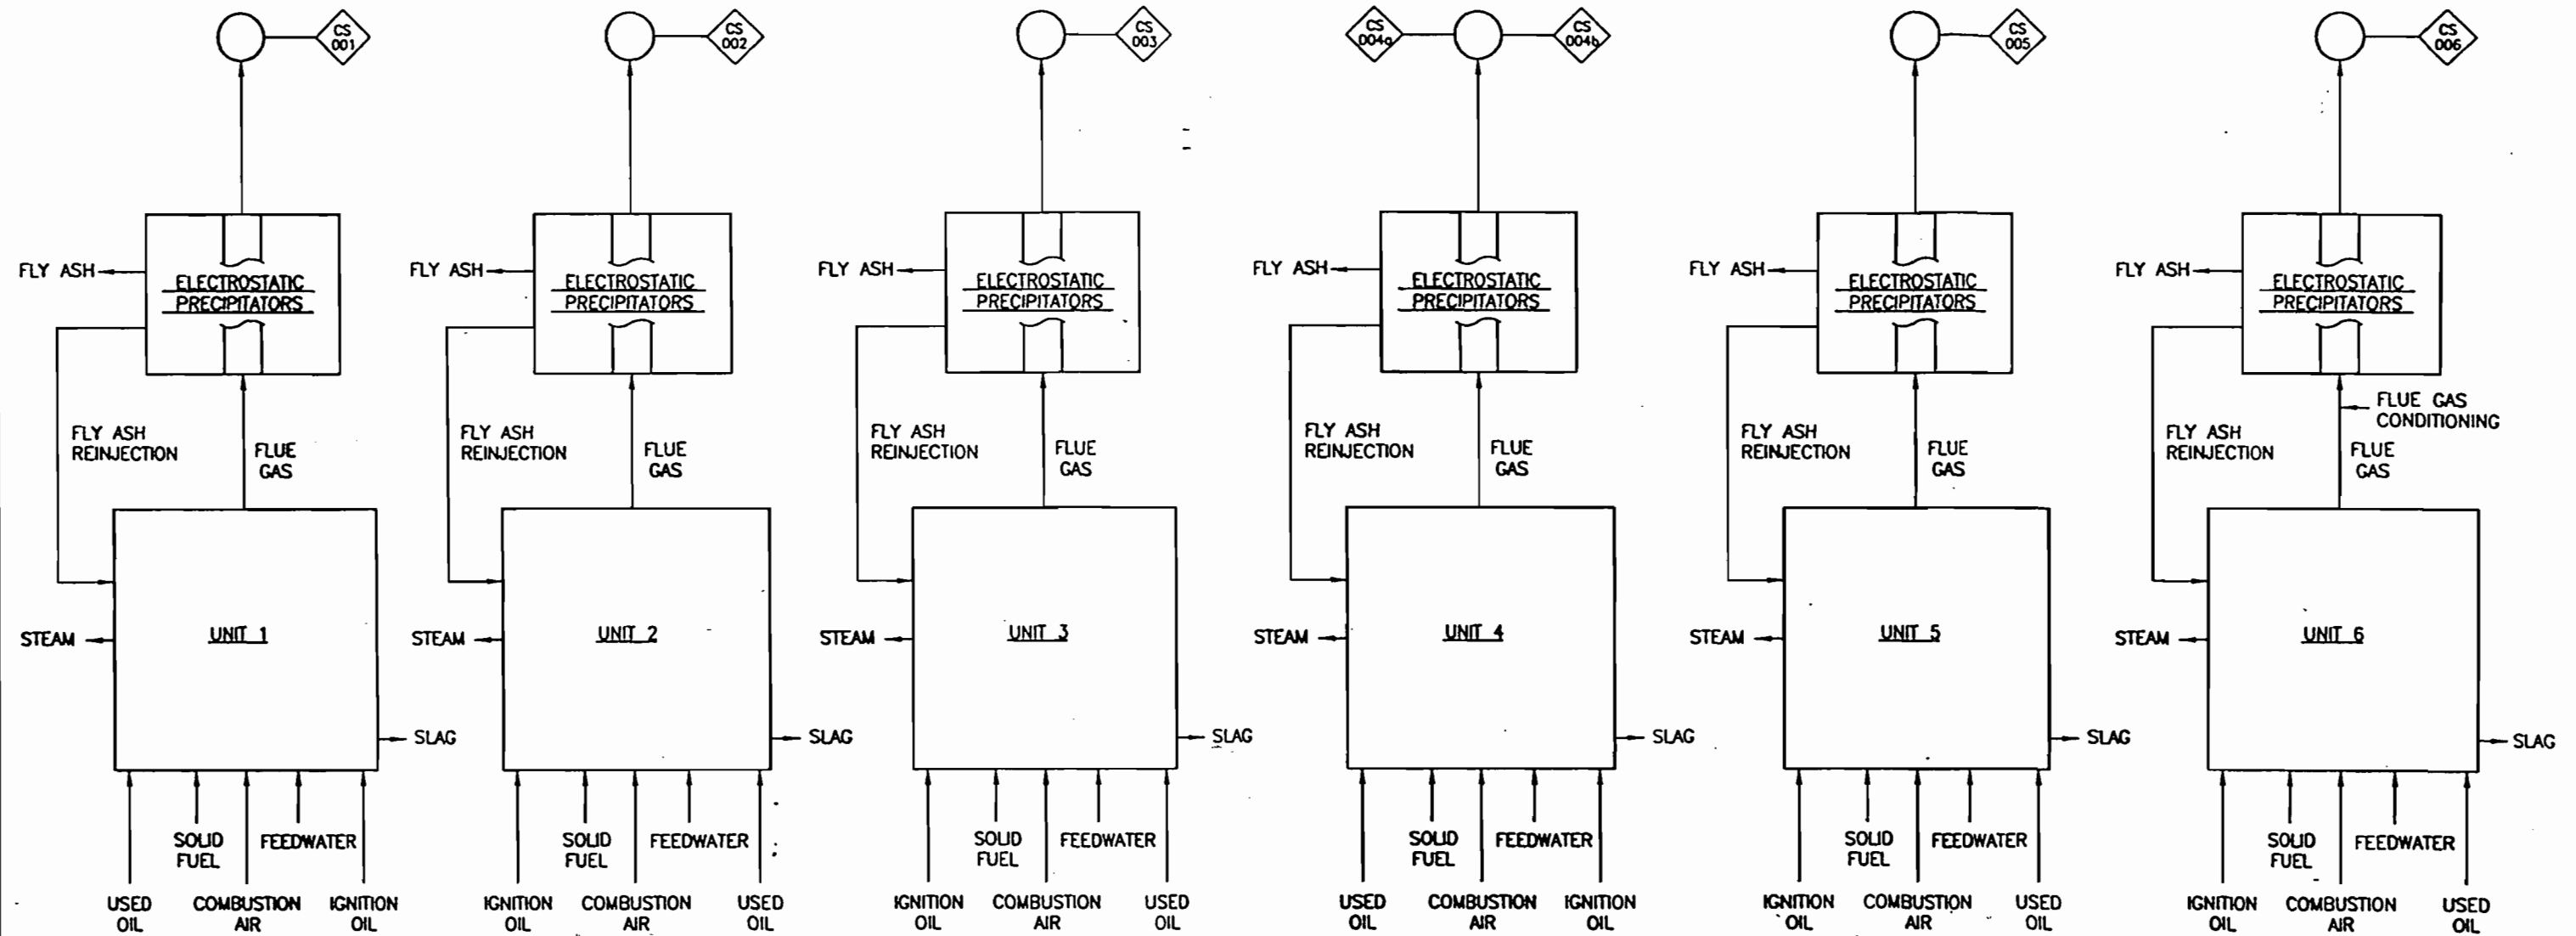 CS
001
FLY ASH
ELECTROSTATIC
PRECIPITATORS
FLY ASH
REINJECTION
FLUE
GAS
STEAM
UNIT 1
SLAG
SOLID
FUEL
FEEDWATER
USED
OIL
COMBUSTION
AIR
IGNITION
OIL
CS
002
FLY ASH
ELECTROSTATIC
PRECIPITATORS
FLY ASH
REINJECTION
FLUE
GAS
STEAM
UNIT 2
SLAG
SOLID
FUEL
FEEDWATER
IGNITION
OIL
COMBUSTION
AIR
USED
OIL
CS
003
FLY ASH
ELECTROSTATIC
PRECIPITATORS
FLY ASH
REINJECTION
FLUE
GAS
STEAM
UNIT 3
SLAG
SOLID
FUEL
FEEDWATER
IGNITION
OIL
COMBUSTION
AIR
USED
OIL
CS
004a
CS
004b
FLY ASH
ELECTROSTATIC
PRECIPITATORS
FLY ASH
REINJECTION
FLUE
GAS
STEAM
UNIT 4
SLAG
SOLID
FUEL
FEEDWATER
USED
OIL
COMBUSTION
AIR
IGNITION
OIL
CS
005
FLY ASH
ELECTROSTATIC
PRECIPITATORS
FLY ASH
REINJECTION
FLUE
GAS
STEAM
UNIT 5
SLAG
SOLID
FUEL
FEEDWATER
IGNITION
OIL
COMBUSTION
AIR
USED
OIL
CS
006
FLY ASH
ELECTROSTATIC
PRECIPITATORS
FLUE GAS
CONDITIONING
FLY ASH
REINJECTION
FLUE
GAS
STEAM
UNIT 6
SLAG
SOLID
FUEL
FEEDWATER
IGNITION
OIL
COMBUSTION
AIR
USED
OIL